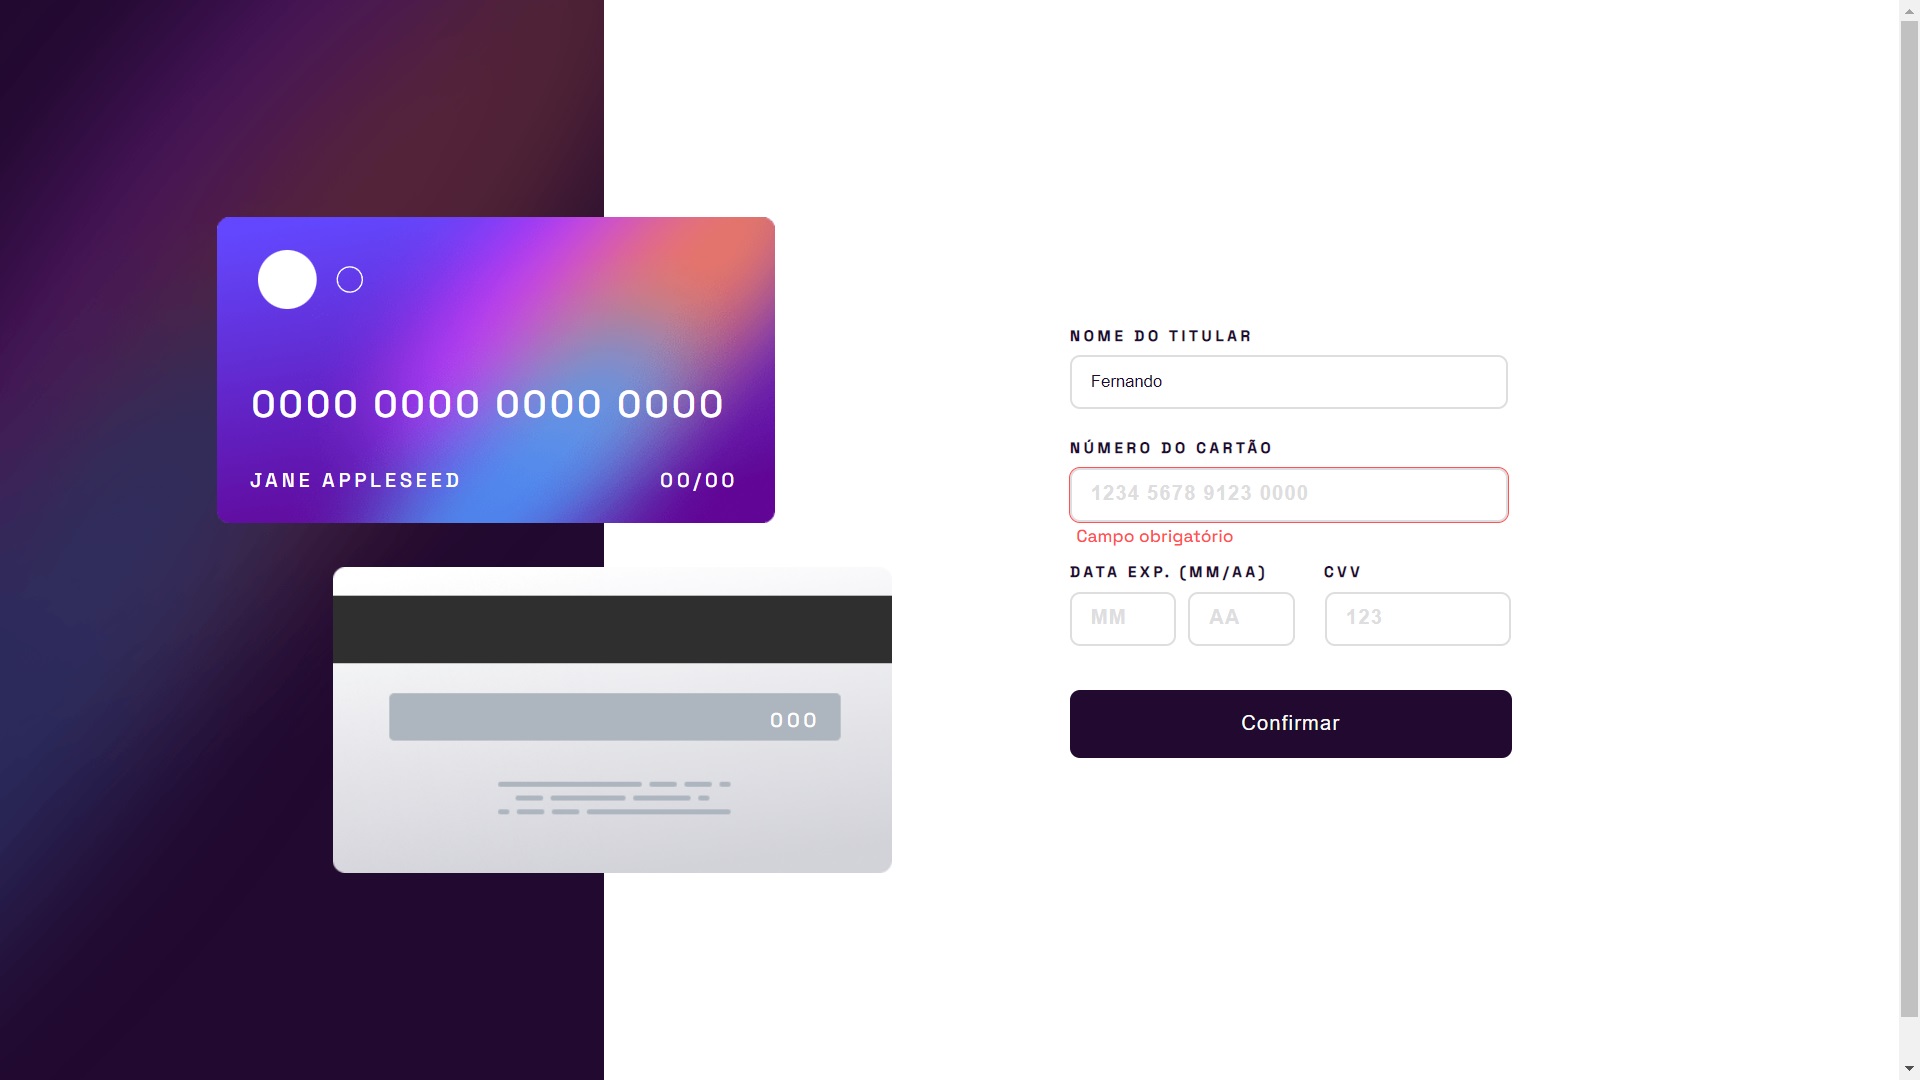 0000 0000 0000 0000
JANE APPLESEED 00/00
000
NOME DO TITULAR
Fernando
NÚMERO DO CARTÃO
1234 5678 9123 0000
Campo obrigatório
DATA EXP. (MM/AA) CVV
MM AA 123
Confirmar